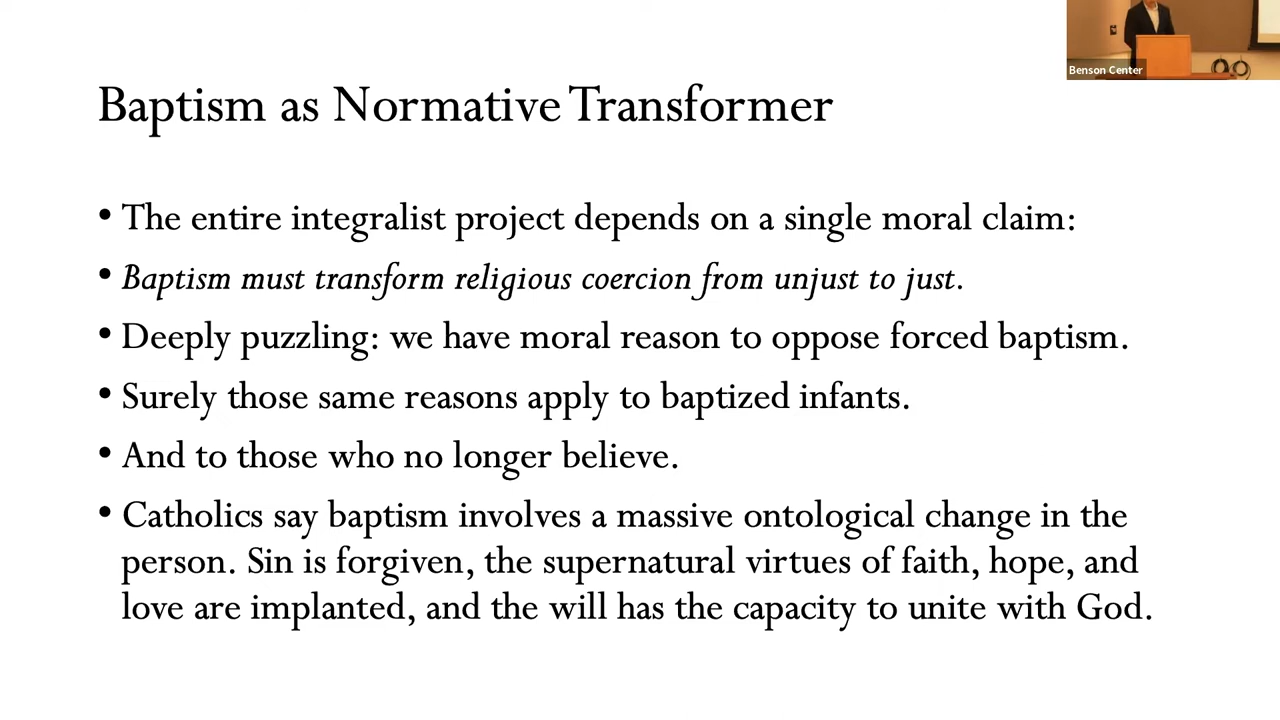 Benson Center
Baptism as Normative Transformer
• The entire integralist project depends on a single moral claim:
• Baptism must transform religious coercion from unjust to just.
• Deeply puzzling: we have moral reason to oppose forced baptism.
• Surely those same reasons apply to baptized infants.
• And to those who no longer believe.
• Catholics say baptism involves a massive ontological change in the
person. Sin is forgiven, the supernatural virtues of faith, hope, and
love are implanted, and the will has the capacity to unite with God.